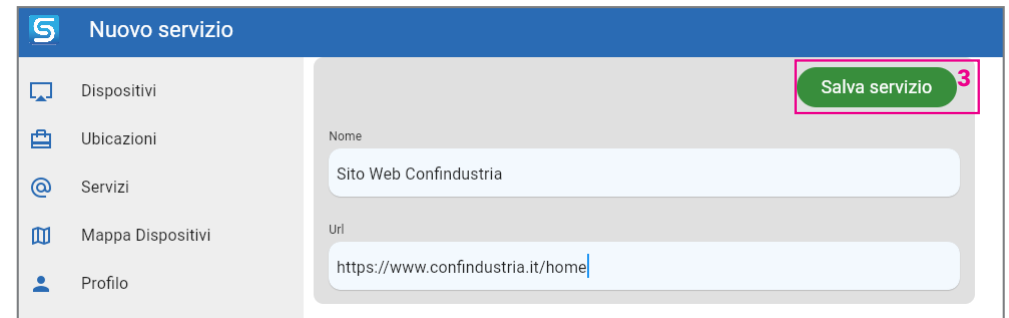 Nuovo servizio
Dispositivi
Ubicazioni
Servizi
Mappa Dispositivi
Profilo
Salva servizio 3
Nome
Sito Web Confindustria
Url
https://www.confindustria.it/home